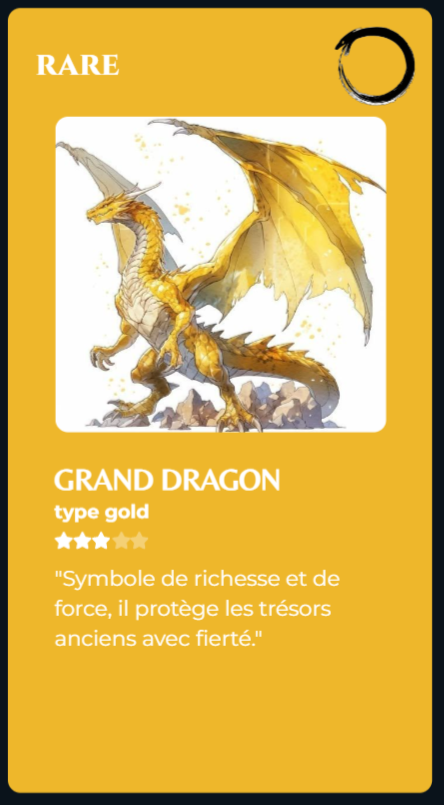 RARE
GRAND DRAGON
type gold
"Symbole de richesse et de
force, il protège les trésors
anciens avec fierté."